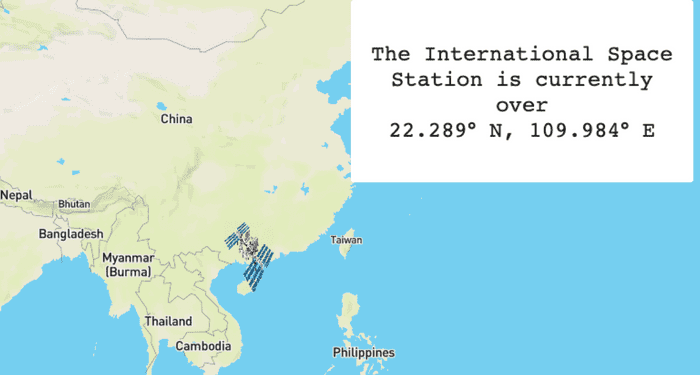 The International Space
Station is currently
over
22.289° N, 109.984° E
China
Nepal
Bhutan
Bangladesh
Taiwan
Myanmar
(Burma)
Thailand
Cambodia
Philippines